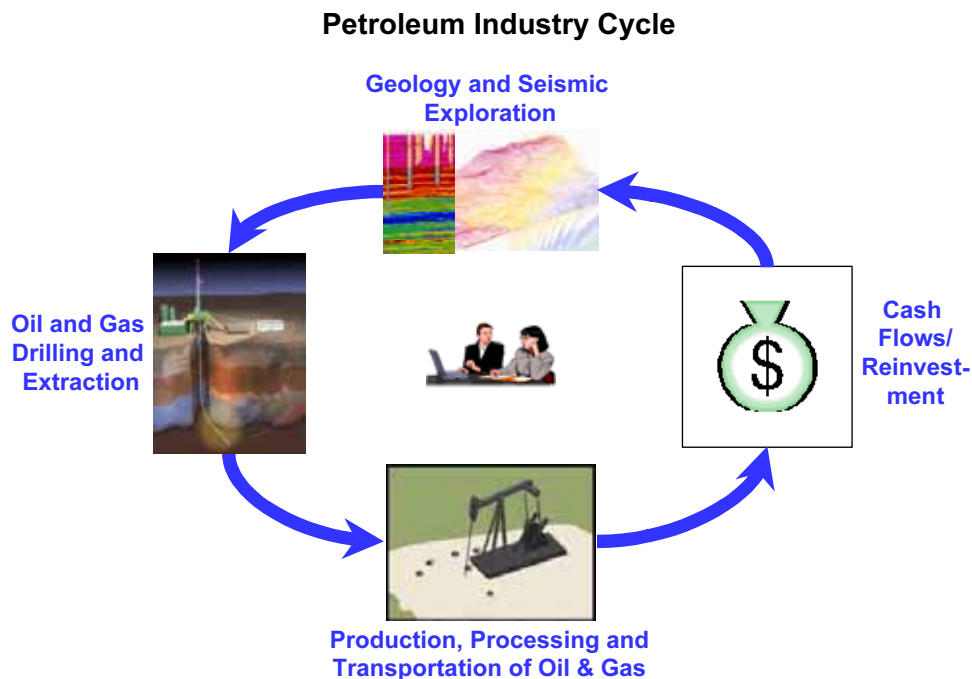 Petroleum Industry Cycle
Geology and Seismic
Exploration
Oil and Gas
Drilling and
Extraction
Cash
Flows/
Reinvest-
ment
$
Production, Processing and
Transportation of Oil & Gas